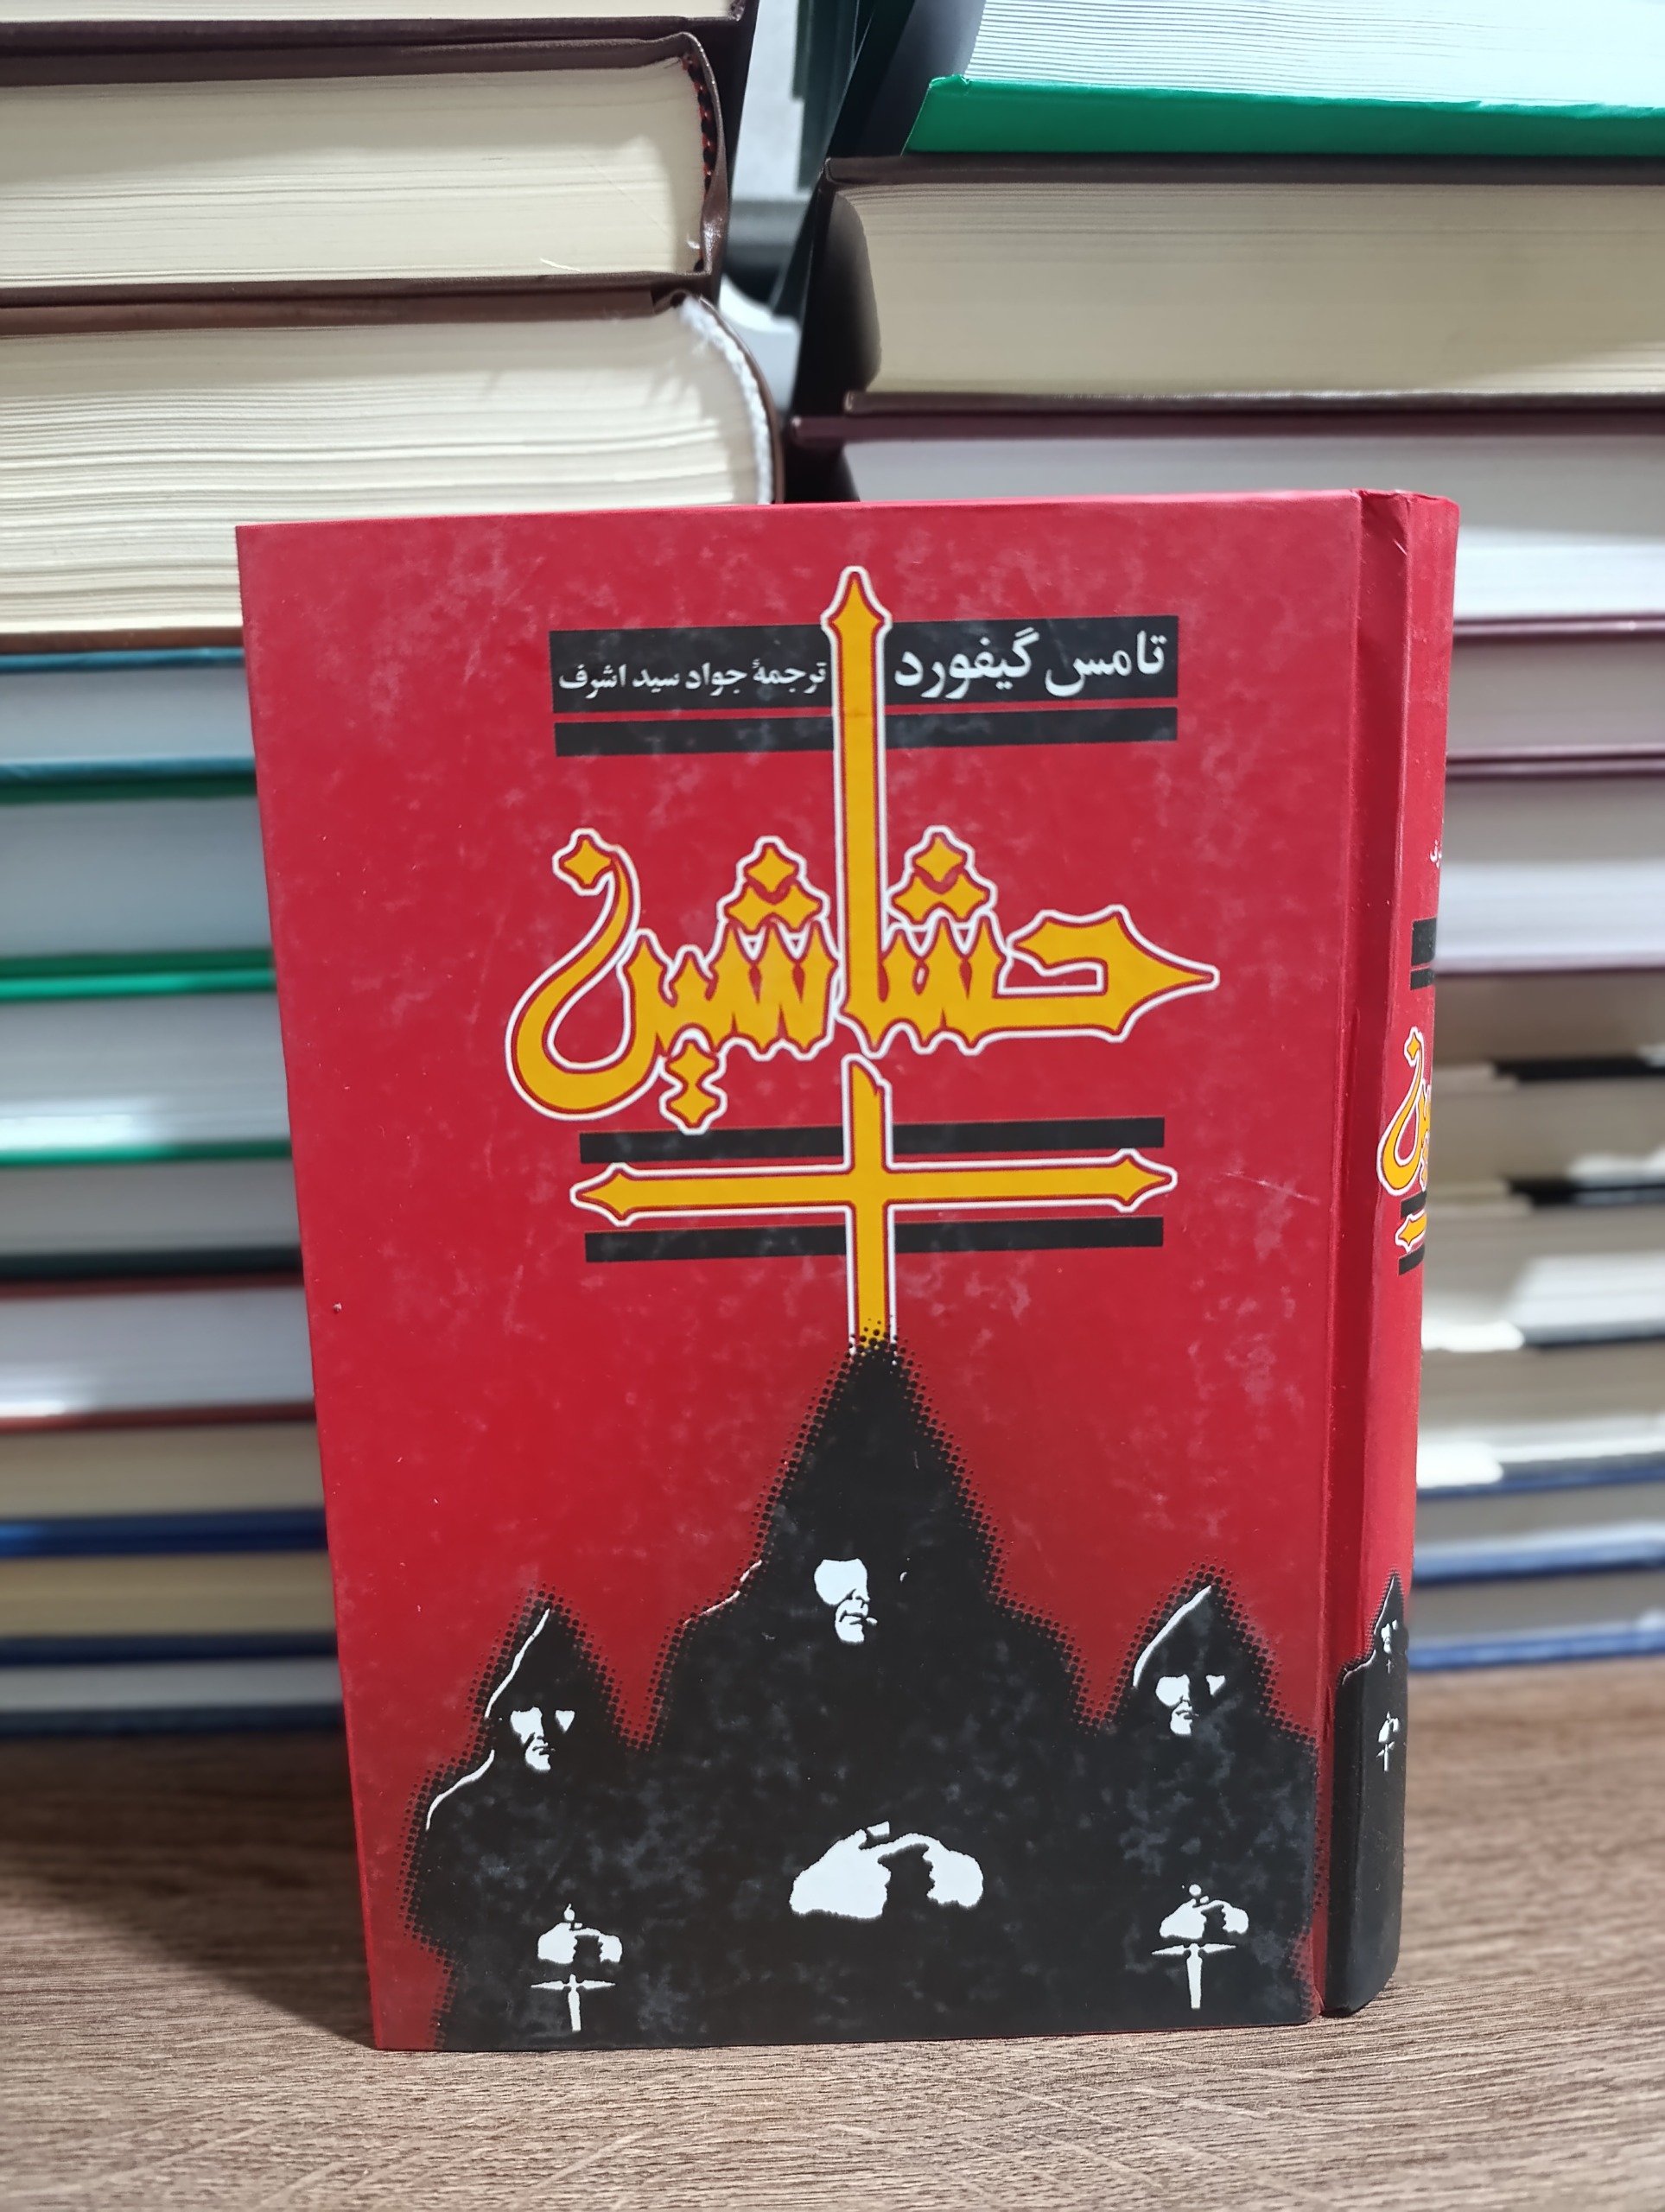 تامس گیفورد
ترجمهٔ جواد سید اشرف
حشاشین